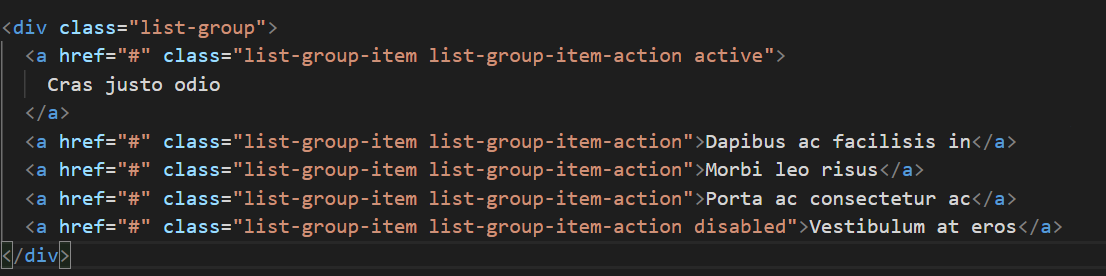 <div class="list-group">
<a href="#" class="list-group-item list-group-item-action active">
Cras justo odio
</a>
<a href="#" class="list-group-item list-group-item-action">Dapibus ac facilisis in</a>
<a href="#" class="list-group-item list-group-item-action">Morbi leo risus</a>
<a href="#" class="list-group-item list-group-item-action">Porta ac consectetur ac</a>
<a href="#" class="list-group-item list-group-item-action disabled">Vestibulum at eros</a>
</div>